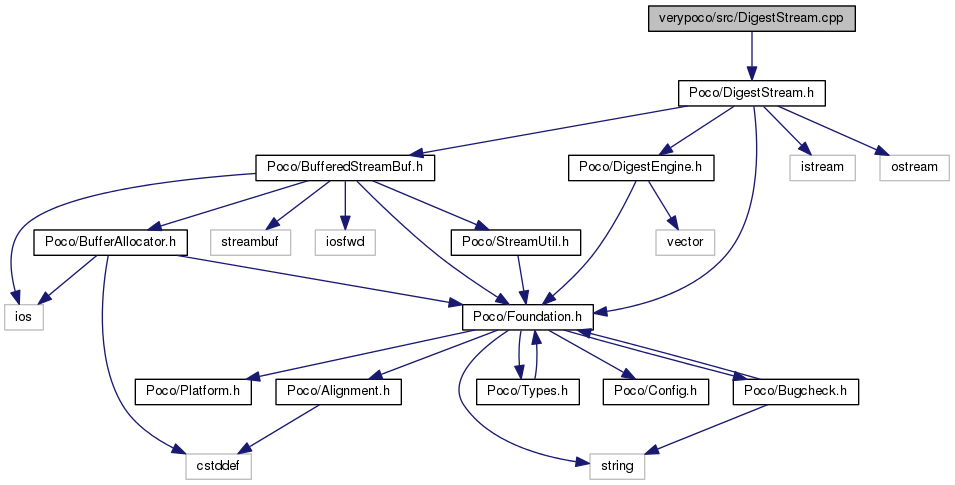 verypoco/src/DigestStream.cpp
Poco/DigestStream.h
Poco/BufferedStreamBuf.h
Poco/DigestEngine.h
istream
ostream
Poco/BufferAllocator.h
streambuf
iosfwd
Poco/StreamUtil.h
vector
ios
Poco/Foundation.h
Poco/Platform.h
Poco/Alignment.h
Poco/Types.h
Poco/Config.h
Poco/Bugcheck.h
cstddef
string